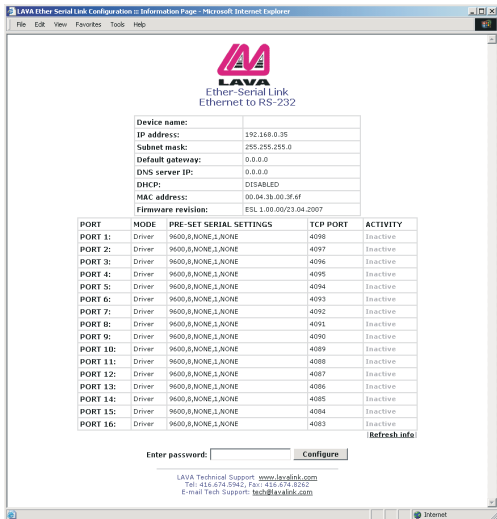 LAVA Ether Serial Link Configuration ::: Information Page - Microsoft Internet Explorer
File Edit View Favorites Tools Help
LAVA
Ether-Serial Link
Ethernet to RS-232
Device name:
IP address: 192.168.0.35
Subnet mask: 255.255.255.0
Default gateway: 0.0.0.0
DNS server IP: 0.0.0.0
DHCP: DISABLED
MAC address: 00.04.3b.00.3f.6f
Firmware revision: ESL 1.00.00/23.04.2007
PORT MODE PRE-SET SERIAL SETTINGS TCP PORT ACTIVITY
PORT 1: Driver 9600,8,NONE,1,NONE 4098 Inactive
PORT 2: Driver 9600,8,NONE,1,NONE 4097 Inactive
PORT 3: Driver 9600,8,NONE,1,NONE 4096 Inactive
PORT 4: Driver 9600,8,NONE,1,NONE 4095 Inactive
PORT 5: Driver 9600,8,NONE,1,NONE 4094 Inactive
PORT 6: Driver 9600,8,NONE,1,NONE 4093 Inactive
PORT 7: Driver 9600,8,NONE,1,NONE 4092 Inactive
PORT 8: Driver 9600,8,NONE,1,NONE 4091 Inactive
PORT 9: Driver 9600,8,NONE,1,NONE 4090 Inactive
PORT 10: Driver 9600,8,NONE,1,NONE 4089 Inactive
PORT 11: Driver 9600,8,NONE,1,NONE 4088 Inactive
PORT 12: Driver 9600,8,NONE,1,NONE 4087 Inactive
PORT 13: Driver 9600,8,NONE,1,NONE 4086 Inactive
PORT 14: Driver 9600,8,NONE,1,NONE 4085 Inactive
PORT 15: Driver 9600,8,NONE,1,NONE 4084 Inactive
PORT 16: Driver 9600,8,NONE,1,NONE 4083 Inactive
|Refresh info|
Enter password: Configure
LAVA Technical Support www.lavalink.com
Tel: 416.674.5942, Fax: 416.674.8262
E-mail Tech Support: tech@lavalink.com
Internet